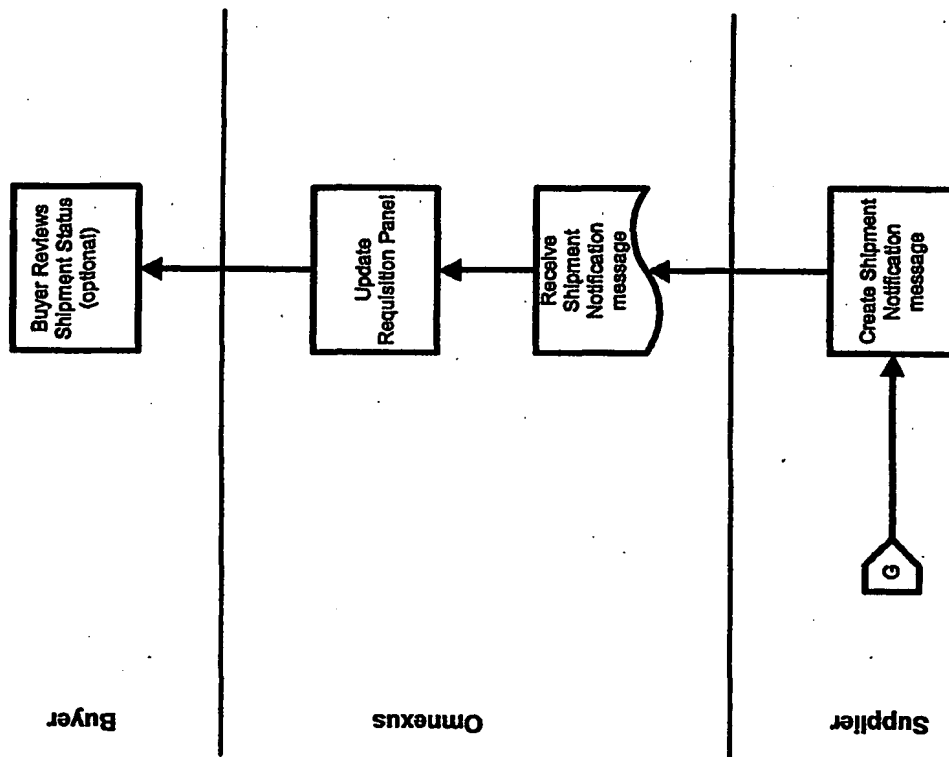 Buyer
Buyer Reviews
Shipment Status
(optional)
Omnexus
Update
Requisition Panel
Receive
Shipment
Notification
message
Supplier
G
Create Shipment
Notification
message